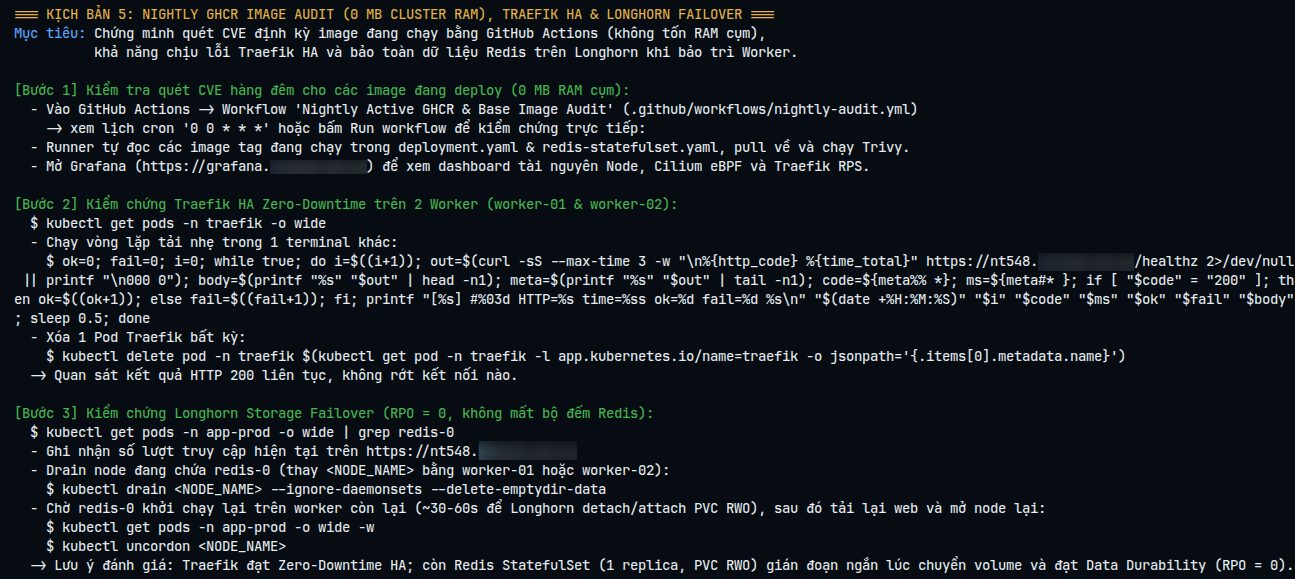 === KỊCH BẢN 5: NIGHTLY GHCR IMAGE AUDIT (0 MB CLUSTER RAM), TRAEFIK HA & LONGHORN FAILOVER ===
Mục tiêu: Chứng minh quét CVE định kỳ image đang chạy bằng GitHub Actions (không tốn RAM cụm),
khả năng chịu lỗi Traefik HA và bảo toàn dữ liệu Redis trên Longhorn khi bảo trì Worker.
[Bước 1] Kiểm tra quét CVE hàng đêm cho các image đang deploy (0 MB RAM cụm):
- Vào GitHub Actions -> Workflow 'Nightly Active GHCR & Base Image Audit' (.github/workflows/nightly-audit.yml)
-> xem lịch cron '0 0 * * *' hoặc bấm Run workflow để kiểm chứng trực tiếp:
- Runner tự đọc các image tag đang chạy trong deployment.yaml & redis-statefulset.yaml, pull về và chạy Trivy.
- Mở Grafana (https://grafana. ) để xem dashboard tài nguyên Node, Cilium eBPF và Traefik RPS.
[Bước 2] Kiểm chứng Traefik HA Zero-Downtime trên 2 Worker (worker-01 & worker-02):
$ kubectl get pods -n traefik -o wide
- Chạy vòng lặp tải nhẹ trong 1 terminal khác:
$ ok=0; fail=0; i=0; while true; do i=$((i+1)); out=$(curl -sS --max-time 3 -w "\n%{http_code} %{time_total}" https://nt548. /healthz 2>/dev/null
|| printf "\n000 0"); body=$(printf "%s" "$out" | head -n1); meta=$(printf "%s" "$out" | tail -n1); code=${meta%% *}; ms=${meta#* }; if [ "$code" = "200" ]; th
en ok=$((ok+1)); else fail=$((fail+1)); fi; printf "[%s] #%03d HTTP=%s time=%ss ok=%d fail=%d %s\n" "$(date +%H:%M:%S)" "$i" "$code" "$ms" "$ok" "$fail" "$body"
; sleep 0.5; done
- Xóa 1 Pod Traefik bất kỳ:
$ kubectl delete pod -n traefik $(kubectl get pod -n traefik -l app.kubernetes.io/name=traefik -o jsonpath='{.items[0].metadata.name}')
-> Quan sát kết quả HTTP 200 liên tục, không rớt kết nối nào.
[Bước 3] Kiểm chứng Longhorn Storage Failover (RPO = 0, không mất bộ đếm Redis):
$ kubectl get pods -n app-prod -o wide | grep redis-0
- Ghi nhận số lượt truy cập hiện tại trên https://nt548.
- Drain node đang chứa redis-0 (thay <NODE_NAME> bằng worker-01 hoặc worker-02):
$ kubectl drain <NODE_NAME> --ignore-daemonsets --delete-emptydir-data
- Chờ redis-0 khởi chạy lại trên worker còn lại (~30-60s để Longhorn detach/attach PVC RWO), sau đó tải lại web và mở node lại:
$ kubectl get pods -n app-prod -o wide -w
$ kubectl uncordon <NODE_NAME>
-> Lưu ý đánh giá: Traefik đạt Zero-Downtime HA; còn Redis StatefulSet (1 replica, PVC RWO) gián đoạn ngắn lúc chuyển volume và đạt Data Durability (RPO = 0).